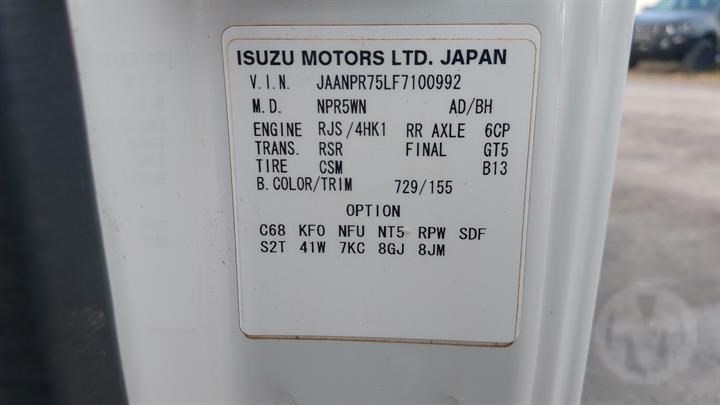 ISUZU MOTORS LTD. JAPAN
V.I.N. JAANPR75LF7100992
M.D. NPR5WN AD/BH
ENGINE RJS/4HK1 RR AXLE 6CP
TRANS. RSR FINAL GT5
TIRE CSM B13
B.COLOR/TRIM 729/155
OPTION
C68 KF0 NFU NT5 RPW SDF
S2T 41W 7KC 8GJ 8JM